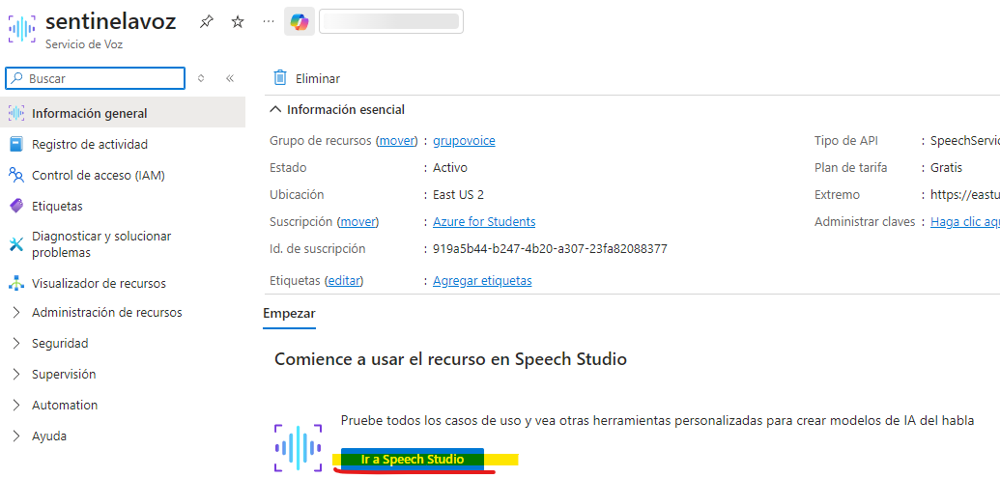 sentinelavoz
Servicio de Voz
Buscar
Eliminar
Información general
Registro de actividad
Control de acceso (IAM)
Etiquetas
Diagnosticar y solucionar
problemas
Visualizador de recursos
Administración de recursos
Seguridad
Supervisión
Automation
Ayuda
Información esencial
Grupo de recursos (mover) : grupovoice
Estado : Activo
Ubicación : East US 2
Suscripción (mover) : Azure for Students
Id. de suscripción : 919a5b44-b247-4b20-a307-23fa82088377
Etiquetas (editar) : Agregar etiquetas
Tipo de API : SpeechServic
Plan de tarifa : Gratis
Extremo : https://eastu
Administrar claves : Haga clic aqu
Empezar
Comience a usar el recurso en Speech Studio
Pruebe todos los casos de uso y vea otras herramientas personalizadas para crear modelos de IA del habla
Ir a Speech Studio